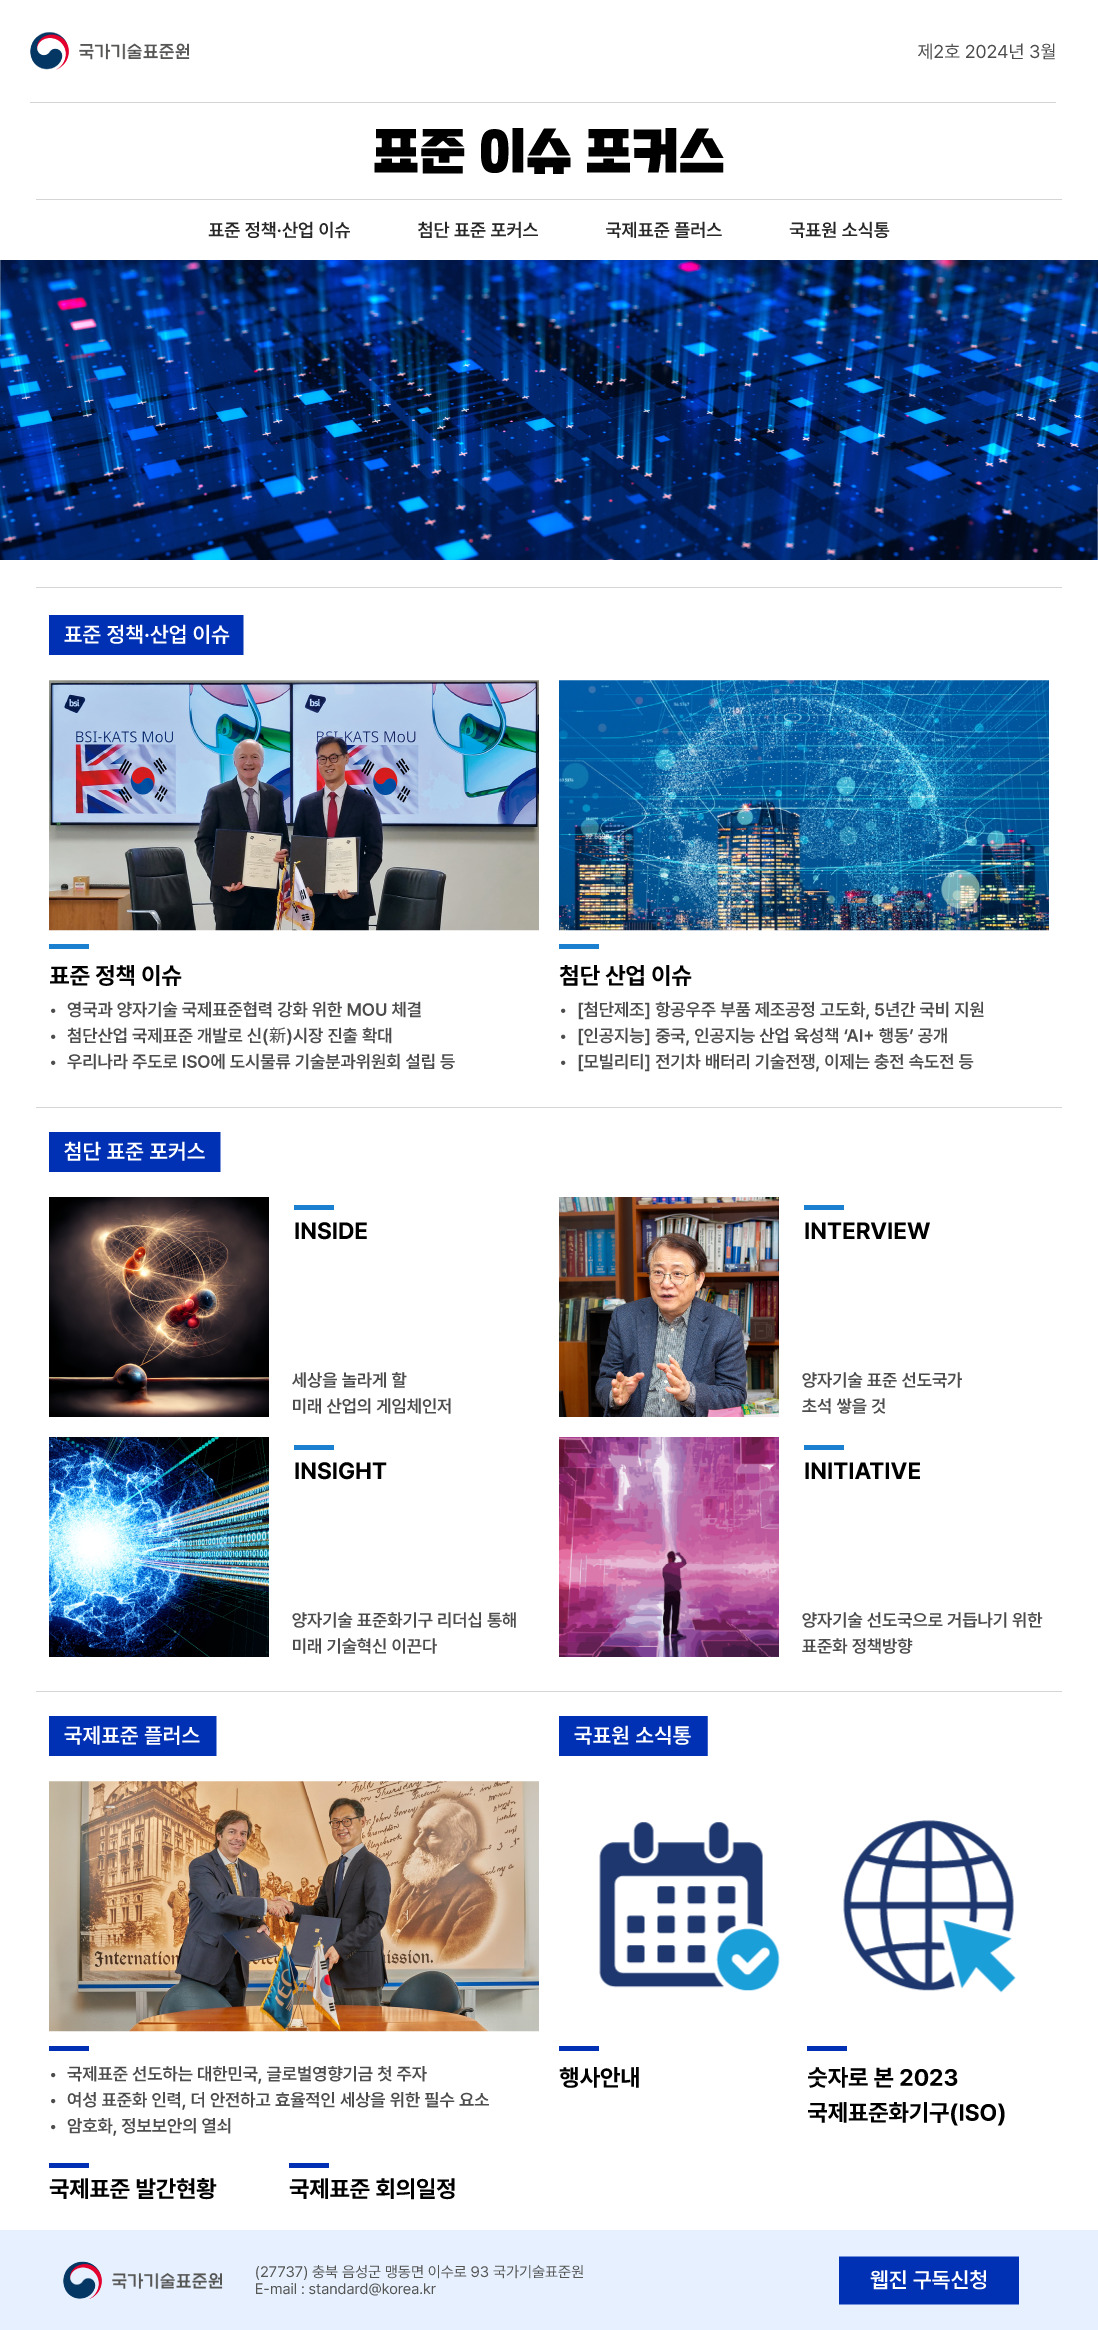 국가기술표준원
제2호 2024년 3월
표준 이슈 포커스
표준 정책·산업 이슈
첨단 표준 포커스
국제표준 플러스
국표원 소식통
표준 정책·산업 이슈
bsi
bsi
BSI-KATS MoU
BSI-KATS MoU
표준 정책 이슈
• 영국과 양자기술 국제표준협력 강화 위한 MOU 체결
• 첨단산업 국제표준 개발로 신(新)시장 진출 확대
• 우리나라 주도로 ISO에 도시물류 기술분과위원회 설립 등
첨단 산업 이슈
• [첨단제조] 항공우주 부품 제조공정 고도화, 5년간 국비 지원
• [인공지능] 중국, 인공지능 산업 육성책 ‘AI+ 행동’ 공개
• [모빌리티] 전기차 배터리 기술전쟁, 이제는 충전 속도전 등
첨단 표준 포커스
INSIDE
세상을 놀라게 할
미래 산업의 게임체인저
INTERVIEW
양자기술 표준 선도국가
초석 쌓을 것
INSIGHT
양자기술 표준화기구 리더십 통해
미래 기술혁신 이끈다
INITIATIVE
양자기술 선도국으로 거듭나기 위한
표준화 정책방향
국제표준 플러스
IEC
• 국제표준 선도하는 대한민국, 글로벌영향기금 첫 주자
• 여성 표준화 인력, 더 안전하고 효율적인 세상을 위한 필수 요소
• 암호화, 정보보안의 열쇠
국제표준 발간현황
국제표준 회의일정
국표원 소식통
행사안내
숫자로 본 2023
국제표준화기구(ISO)
국가기술표준원
(27737) 충북 음성군 맹동면 이수로 93 국가기술표준원
E-mail : standard@korea.kr
웹진 구독신청